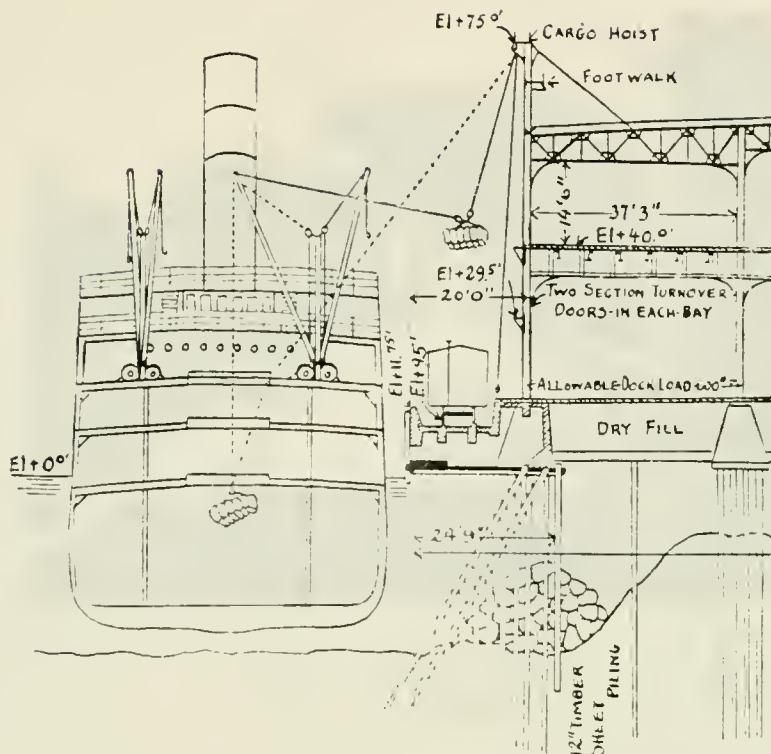 El+75.0'
CARGO HOIST
FOOTWALK
14'6"
37'3"
El+40.0'
El+29.5'
20'0"
TWO SECTION TURNOVER
DOORS-IN EACH-BAY
El+11.75'
El+9.5'
ALLOWABLE-DOCK LOAD
DRY FILL
El+0.0'
24'9"
12" TIMBER
SHEET PILING